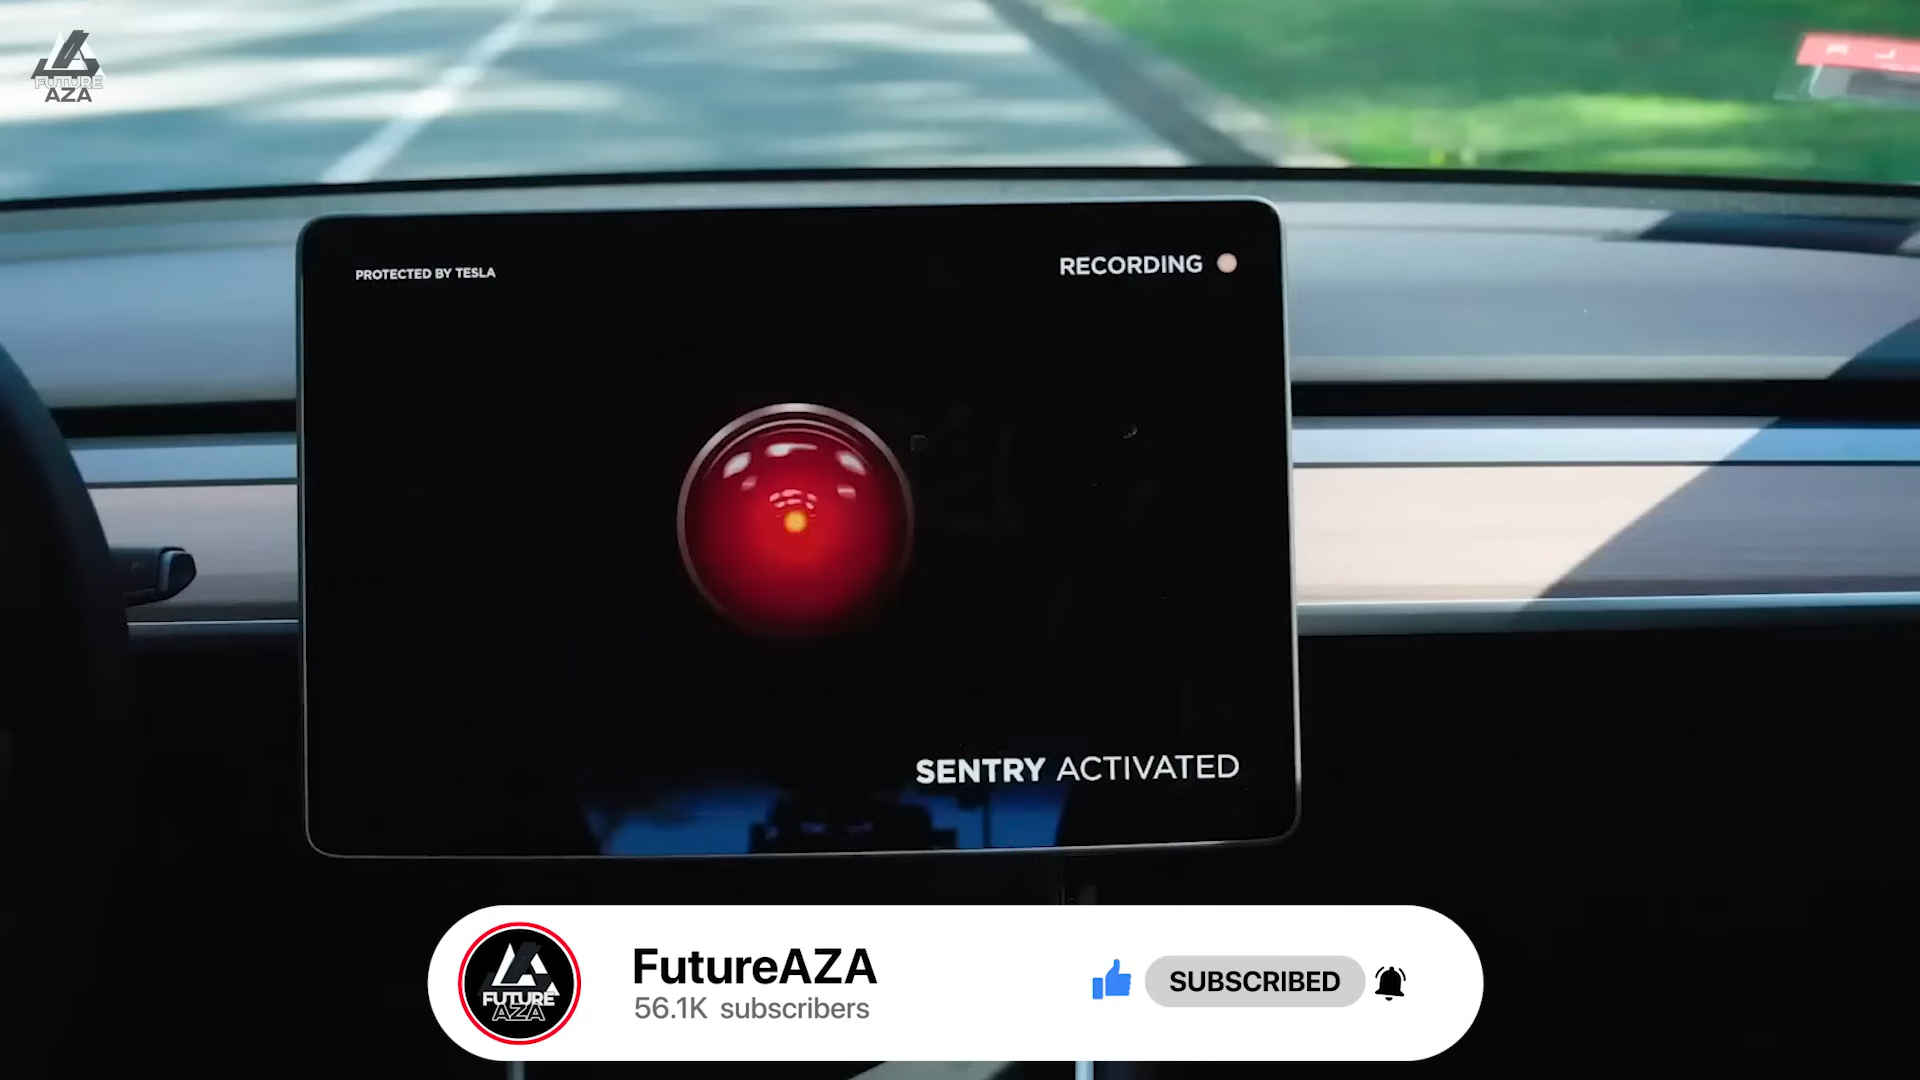 FUTURE
AZA
PROTECTED BY TESLA
RECORDING
SENTRY ACTIVATED
FUTURE
AZA
FutureAZA
56.1K subscribers
SUBSCRIBED